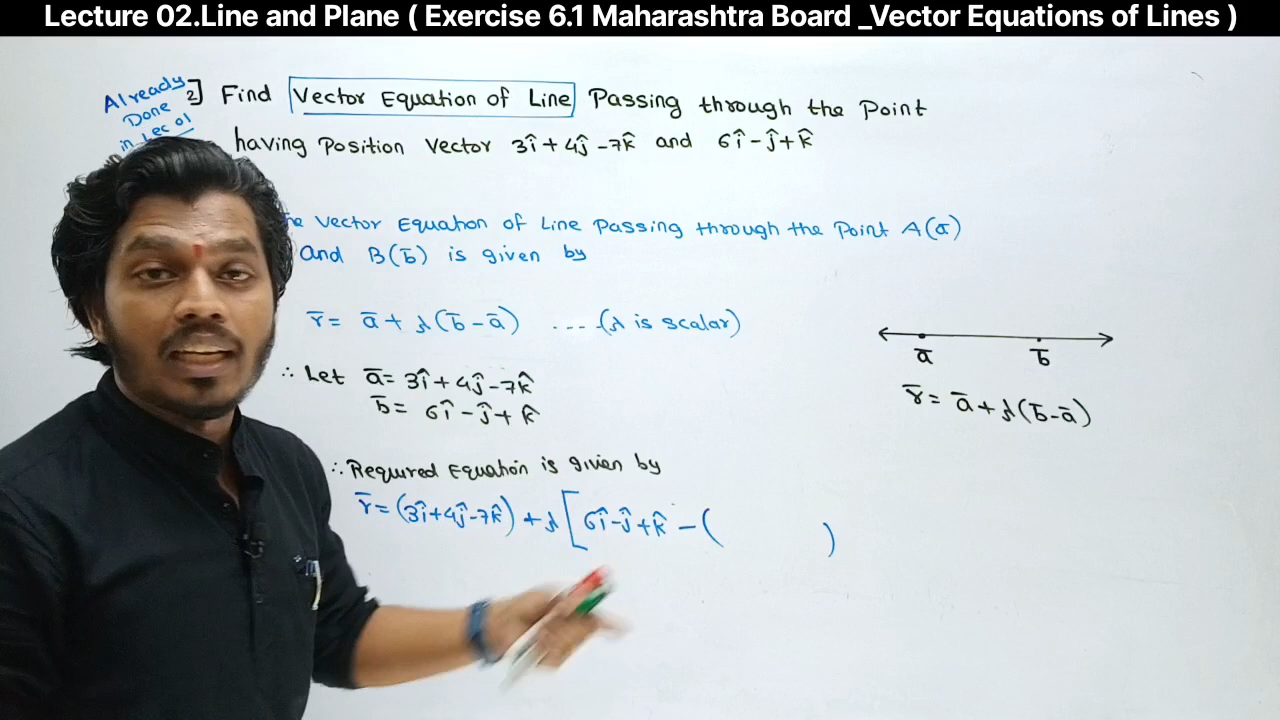 Lecture 02.Line and Plane ( Exercise 6.1 Maharashtra Board _Vector Equations of Lines )
Already
Done
in Lec 01
2] Find Vector Equation of Line Passing through the Point
having Position Vector 3î+4ĵ-7k̂ and 6î-ĵ+k̂
Vector Equation of Line Passing through the Point A(a̅)
and B(b̅) is given by
r̅= a̅+λ(b̅-a̅) ... (λ is scalar)
∴ Let a̅= 3î+4ĵ-7k̂
b̅= 6î-ĵ+k̂
a̅ b̅
r̅= a̅+λ(b̅-a̅)
∴ Required Equation is given by
r̅=(3î+4ĵ-7k̂)+λ[6î-ĵ+k̂-( )